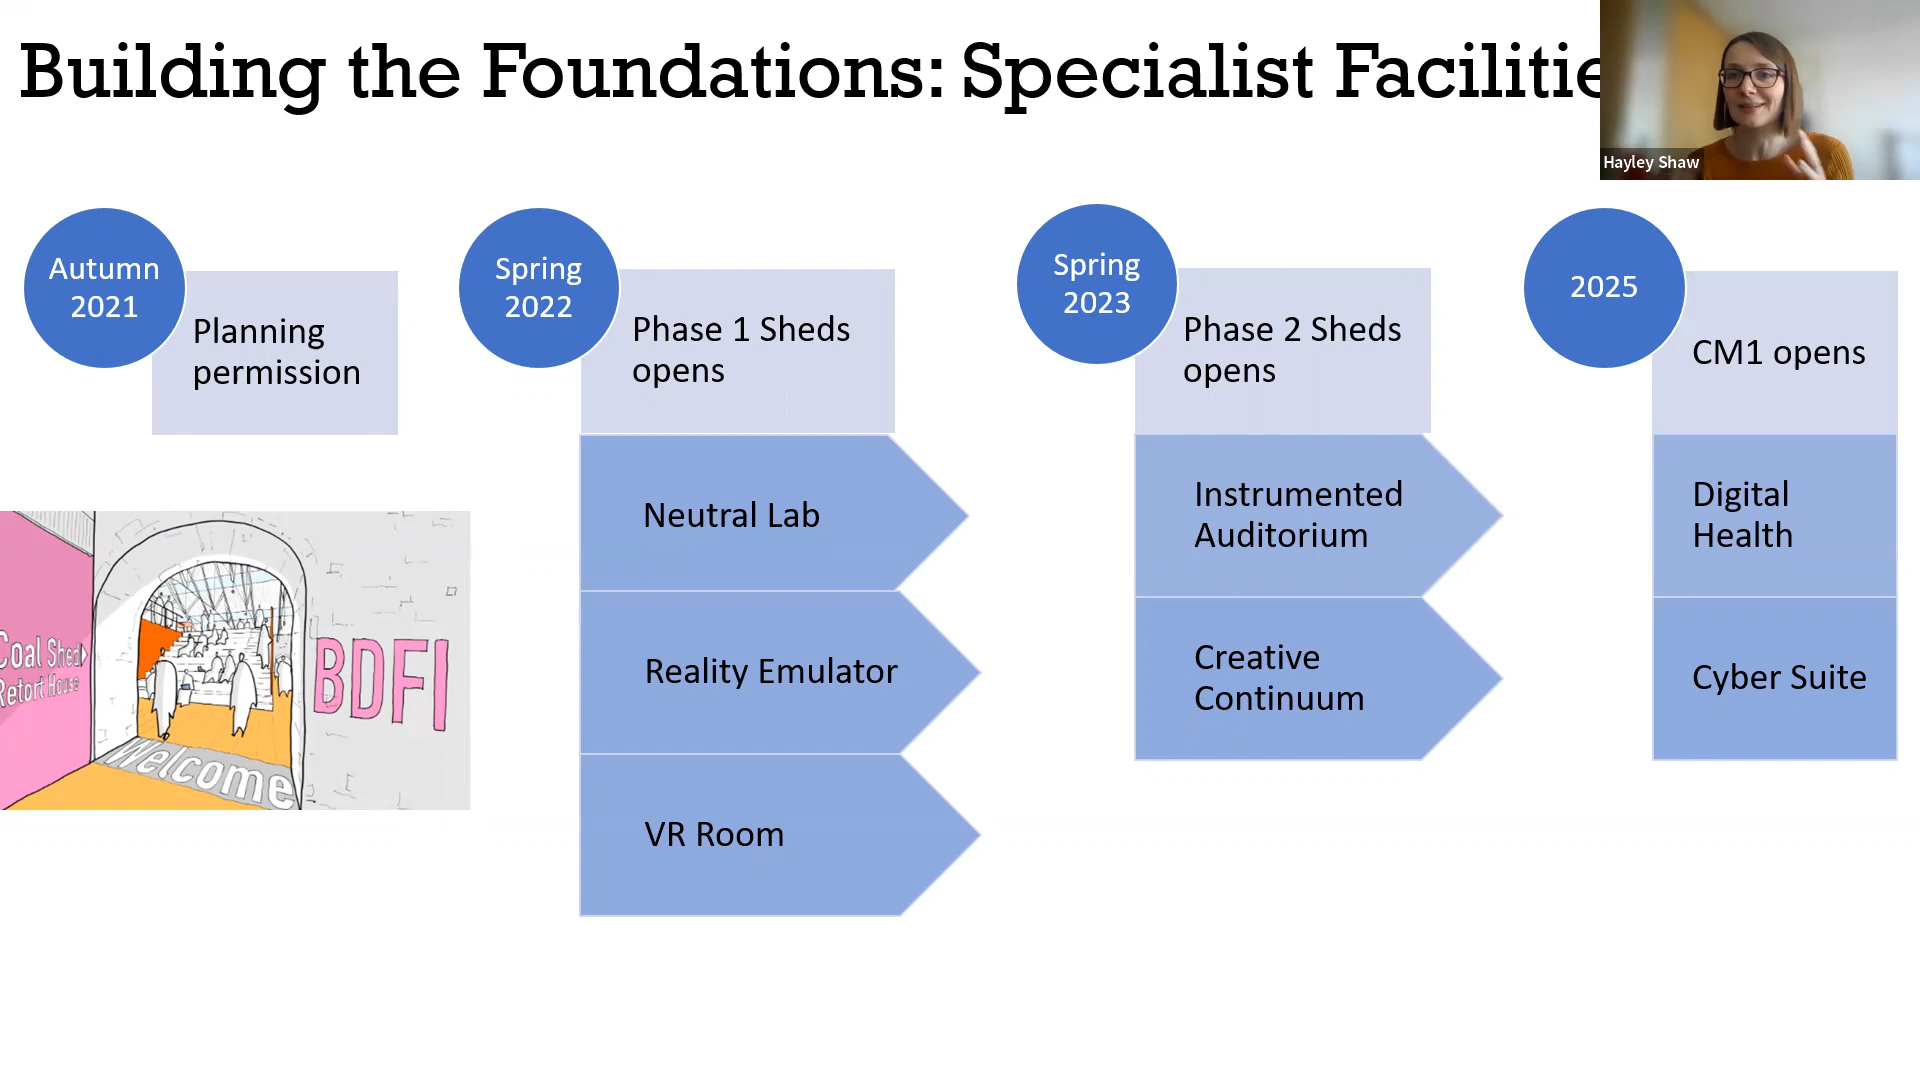 Building the Foundations: Specialist Facilitie
Hayley Shaw
Autumn
2021
Planning
permission
Spring
2022
Phase 1 Sheds
opens
Neutral Lab
Reality Emulator
VR Room
Spring
2023
Phase 2 Sheds
opens
Instrumented
Auditorium
Creative
Continuum
2025
CM1 opens
Digital
Health
Cyber Suite
Coal Shed
Retort House
BDFI
Welcome